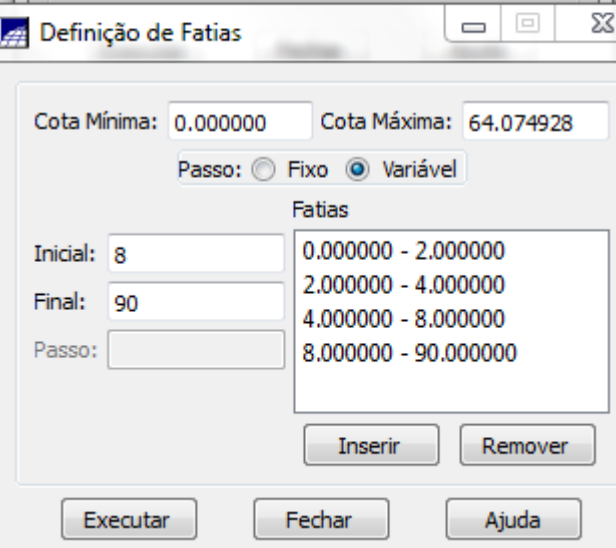 Definição de Fatias
Cota Mínima: 0.000000 Cota Máxima: 64.074928
Passo: Fixo Variável
Fatias
Inicial: 8
Final: 90
Passo:
0.000000 - 2.000000
2.000000 - 4.000000
4.000000 - 8.000000
8.000000 - 90.000000
Inserir Remover
Executar Fechar Ajuda